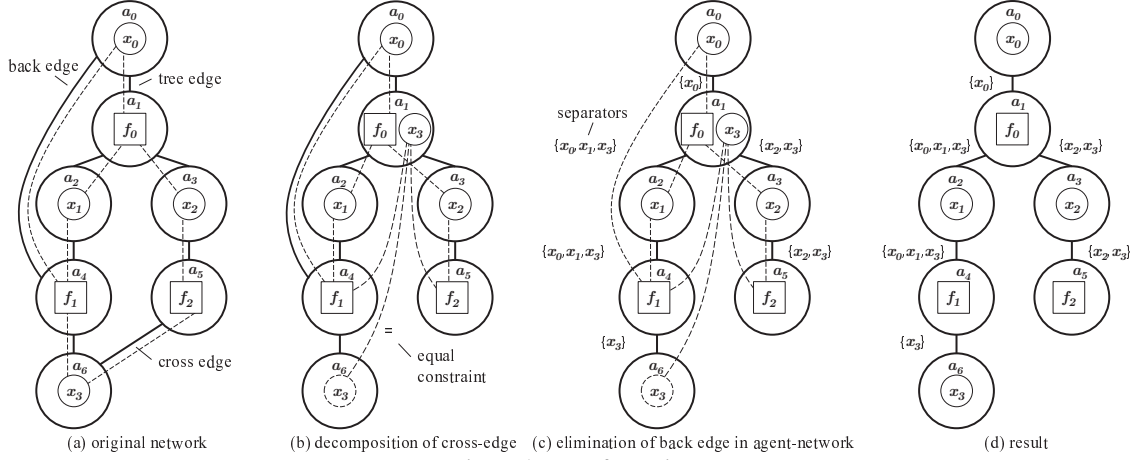 a0
x0
back edge
tree edge
a1
f0
a2
x1
a3
x2
a4
f1
a5
f2
cross edge
a6
x3
(a) original network
a0
x0
a1
f0
x3
a2
x1
a3
x2
a4
f1
a5
f2
=
equal
constraint
a6
x3
(b) decomposition of cross-edge
a0
x0
{x0}
a1
separators
f0
x3
{x0, x1, x3}
{x2, x3}
a2
x1
a3
x2
{x0, x1, x3}
{x2, x3}
a4
f1
a5
f2
{x3}
a6
x3
(c) elimination of back edge in agent-network
a0
x0
{x0}
a1
f0
{x0, x1, x3}
{x2, x3}
a2
x1
a3
x2
{x0, x1, x3}
{x2, x3}
a4
f1
a5
f2
{x3}
a6
x3
(d) result